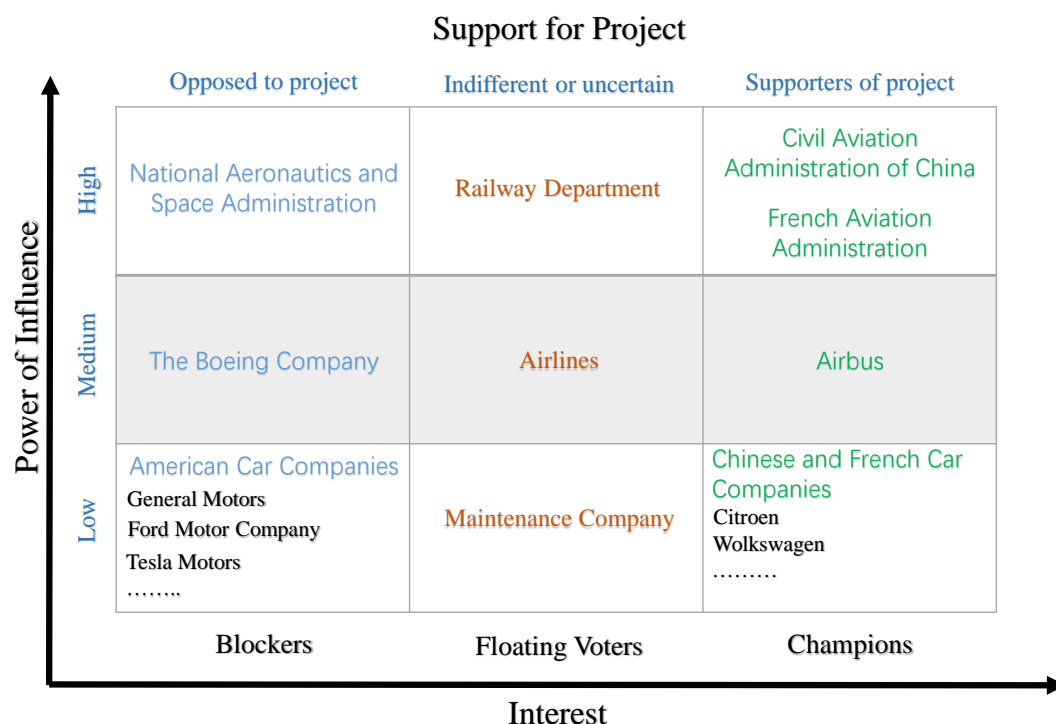 Support for Project
Opposed to project
Indifferent or uncertain
Supporters of project
Power of Influence
High
National Aeronautics and
Space Administration
Railway Department
Civil Aviation
Administration of China
French Aviation
Administration
Medium
The Boeing Company
Airlines
Airbus
Low
American Car Companies
General Motors
Ford Motor Company
Tesla Motors
……..
Maintenance Company
Chinese and French Car
Companies
Citroen
Wolkswagen
………
Blockers
Floating Voters
Champions
Interest